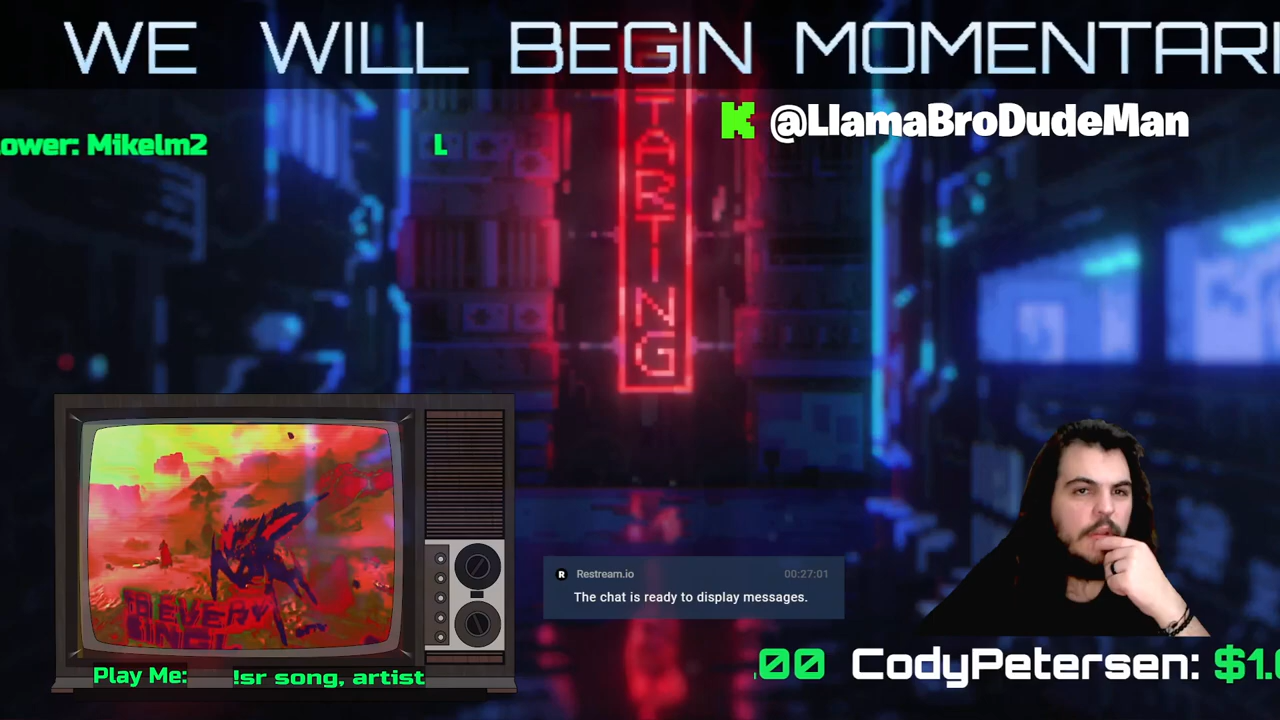 WE WILL BEGIN MOMENTARI
STARTING
K @LlamaBroDudeMan
ower: Mikelm2
L
R Restream.io 00:27:01
The chat is ready to display messages.
00 CodyPetersen: $1.
Play Me: !sr song, artist